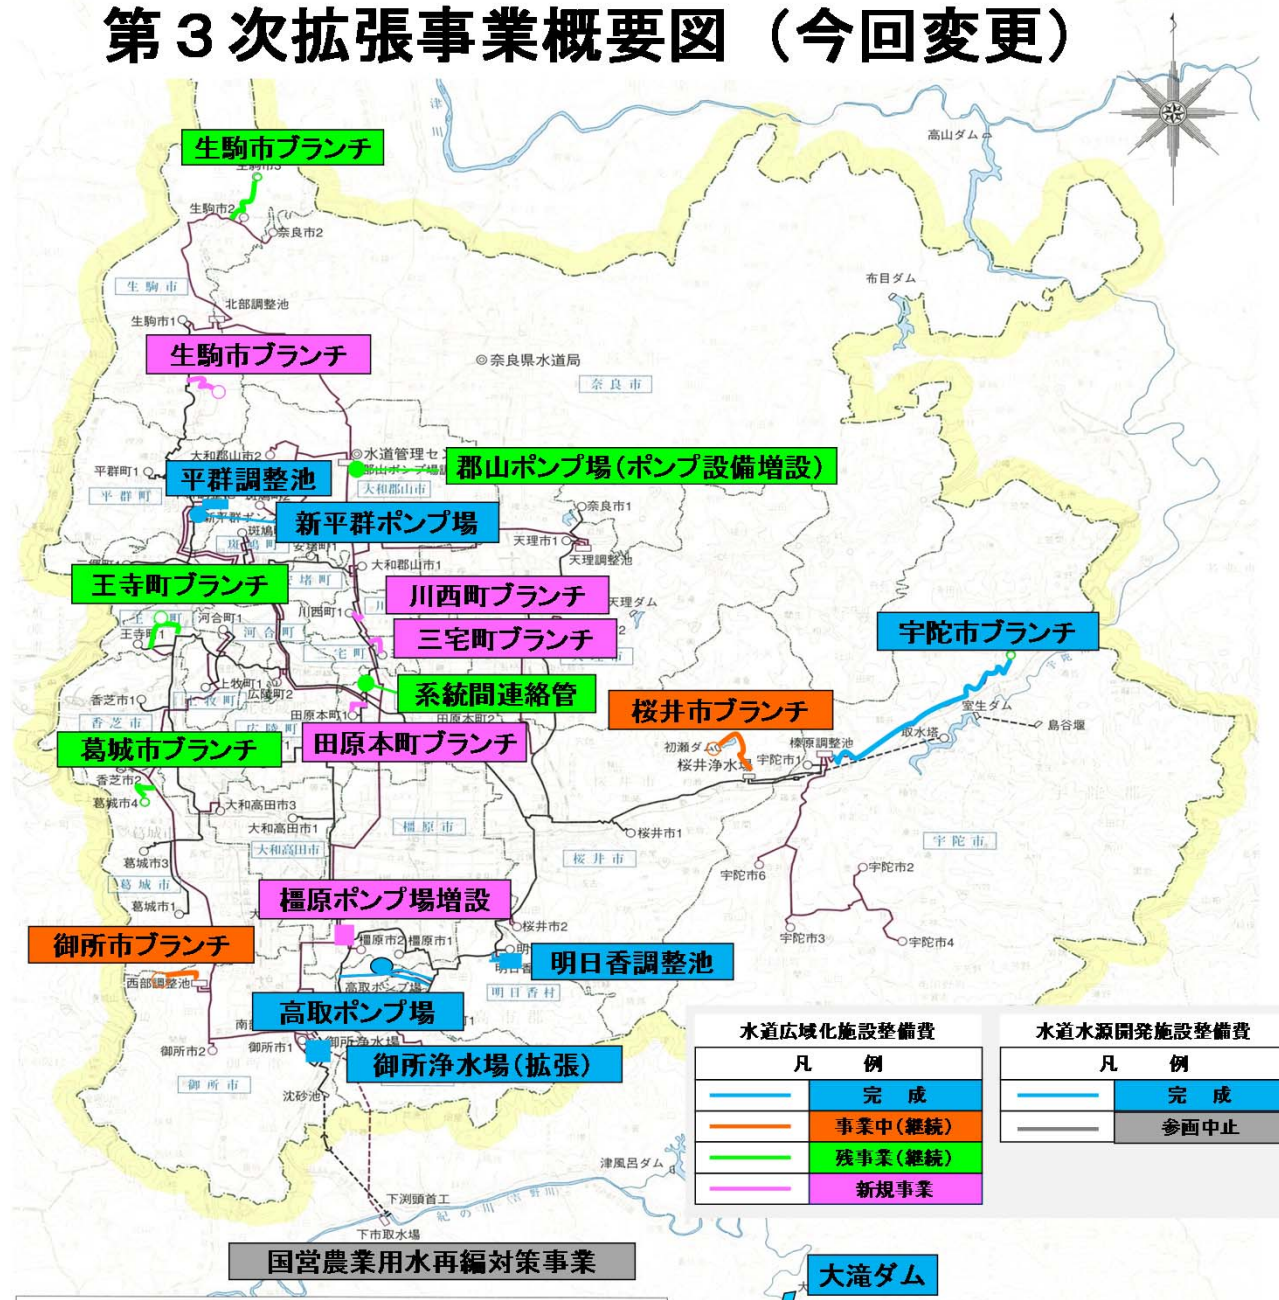 第3次拡張事業概要図（今回変更）
津川
高山ダム
生駒市ブランチ
生駒市2
奈良市2
布目ダム
生駒市
北部調整池
生駒市1
生駒市ブランチ
奈良県水道局
奈良市
大和郡山市2
水道管理セン
郡山ポンプ場(ポンプ設備増設)
平群町1
平群調整池
大和郡山市
平群町
新平群ポンプ場
奈良市1
天理市1
天理調整池
大和郡山市1
王寺町ブランチ
川西町ブランチ
天理ダム
川西町1
河合町1
三宅町ブランチ
宇陀市ブランチ
王寺町1
河合町
系統間連絡管
上牧町1
広陵町2
香芝市1
上牧町
桜井市ブランチ
室生ダム
島谷堰
取水塔
田原本町1
田原本町2
香芝市
広陵町
田原本町ブランチ
初瀬ダム
榛原調整池
葛城市ブランチ
桜井浄水場
宇陀市1
香芝市2
葛城市4
大和高田市3
大和高田市1
橿原市
桜井市1
大和高田市
桜井市
宇陀市
葛城市3
宇陀市6
宇陀市2
葛城市
葛城市1
橿原ポンプ場増設
桜井市2
宇陀市3
宇陀市4
御所市ブランチ
橿原市2
橿原市1
明日香調整池
西部調整池
高取ポンプ場
明日香村
高取ポンプ場
御所市2
御所市1
御所浄水場
御所浄水場(拡張)
御所市
沈砂池
水道広域化施設整備費
凡　例
完　成
事業中(継続)
残事業(継続)
新規事業
水道水源開発施設整備費
凡　例
完　成
参画中止
津風呂ダム
下渕頭首工
紀の川(吉野川)
下市取水場
国営農業用水再編対策事業
大滝ダム